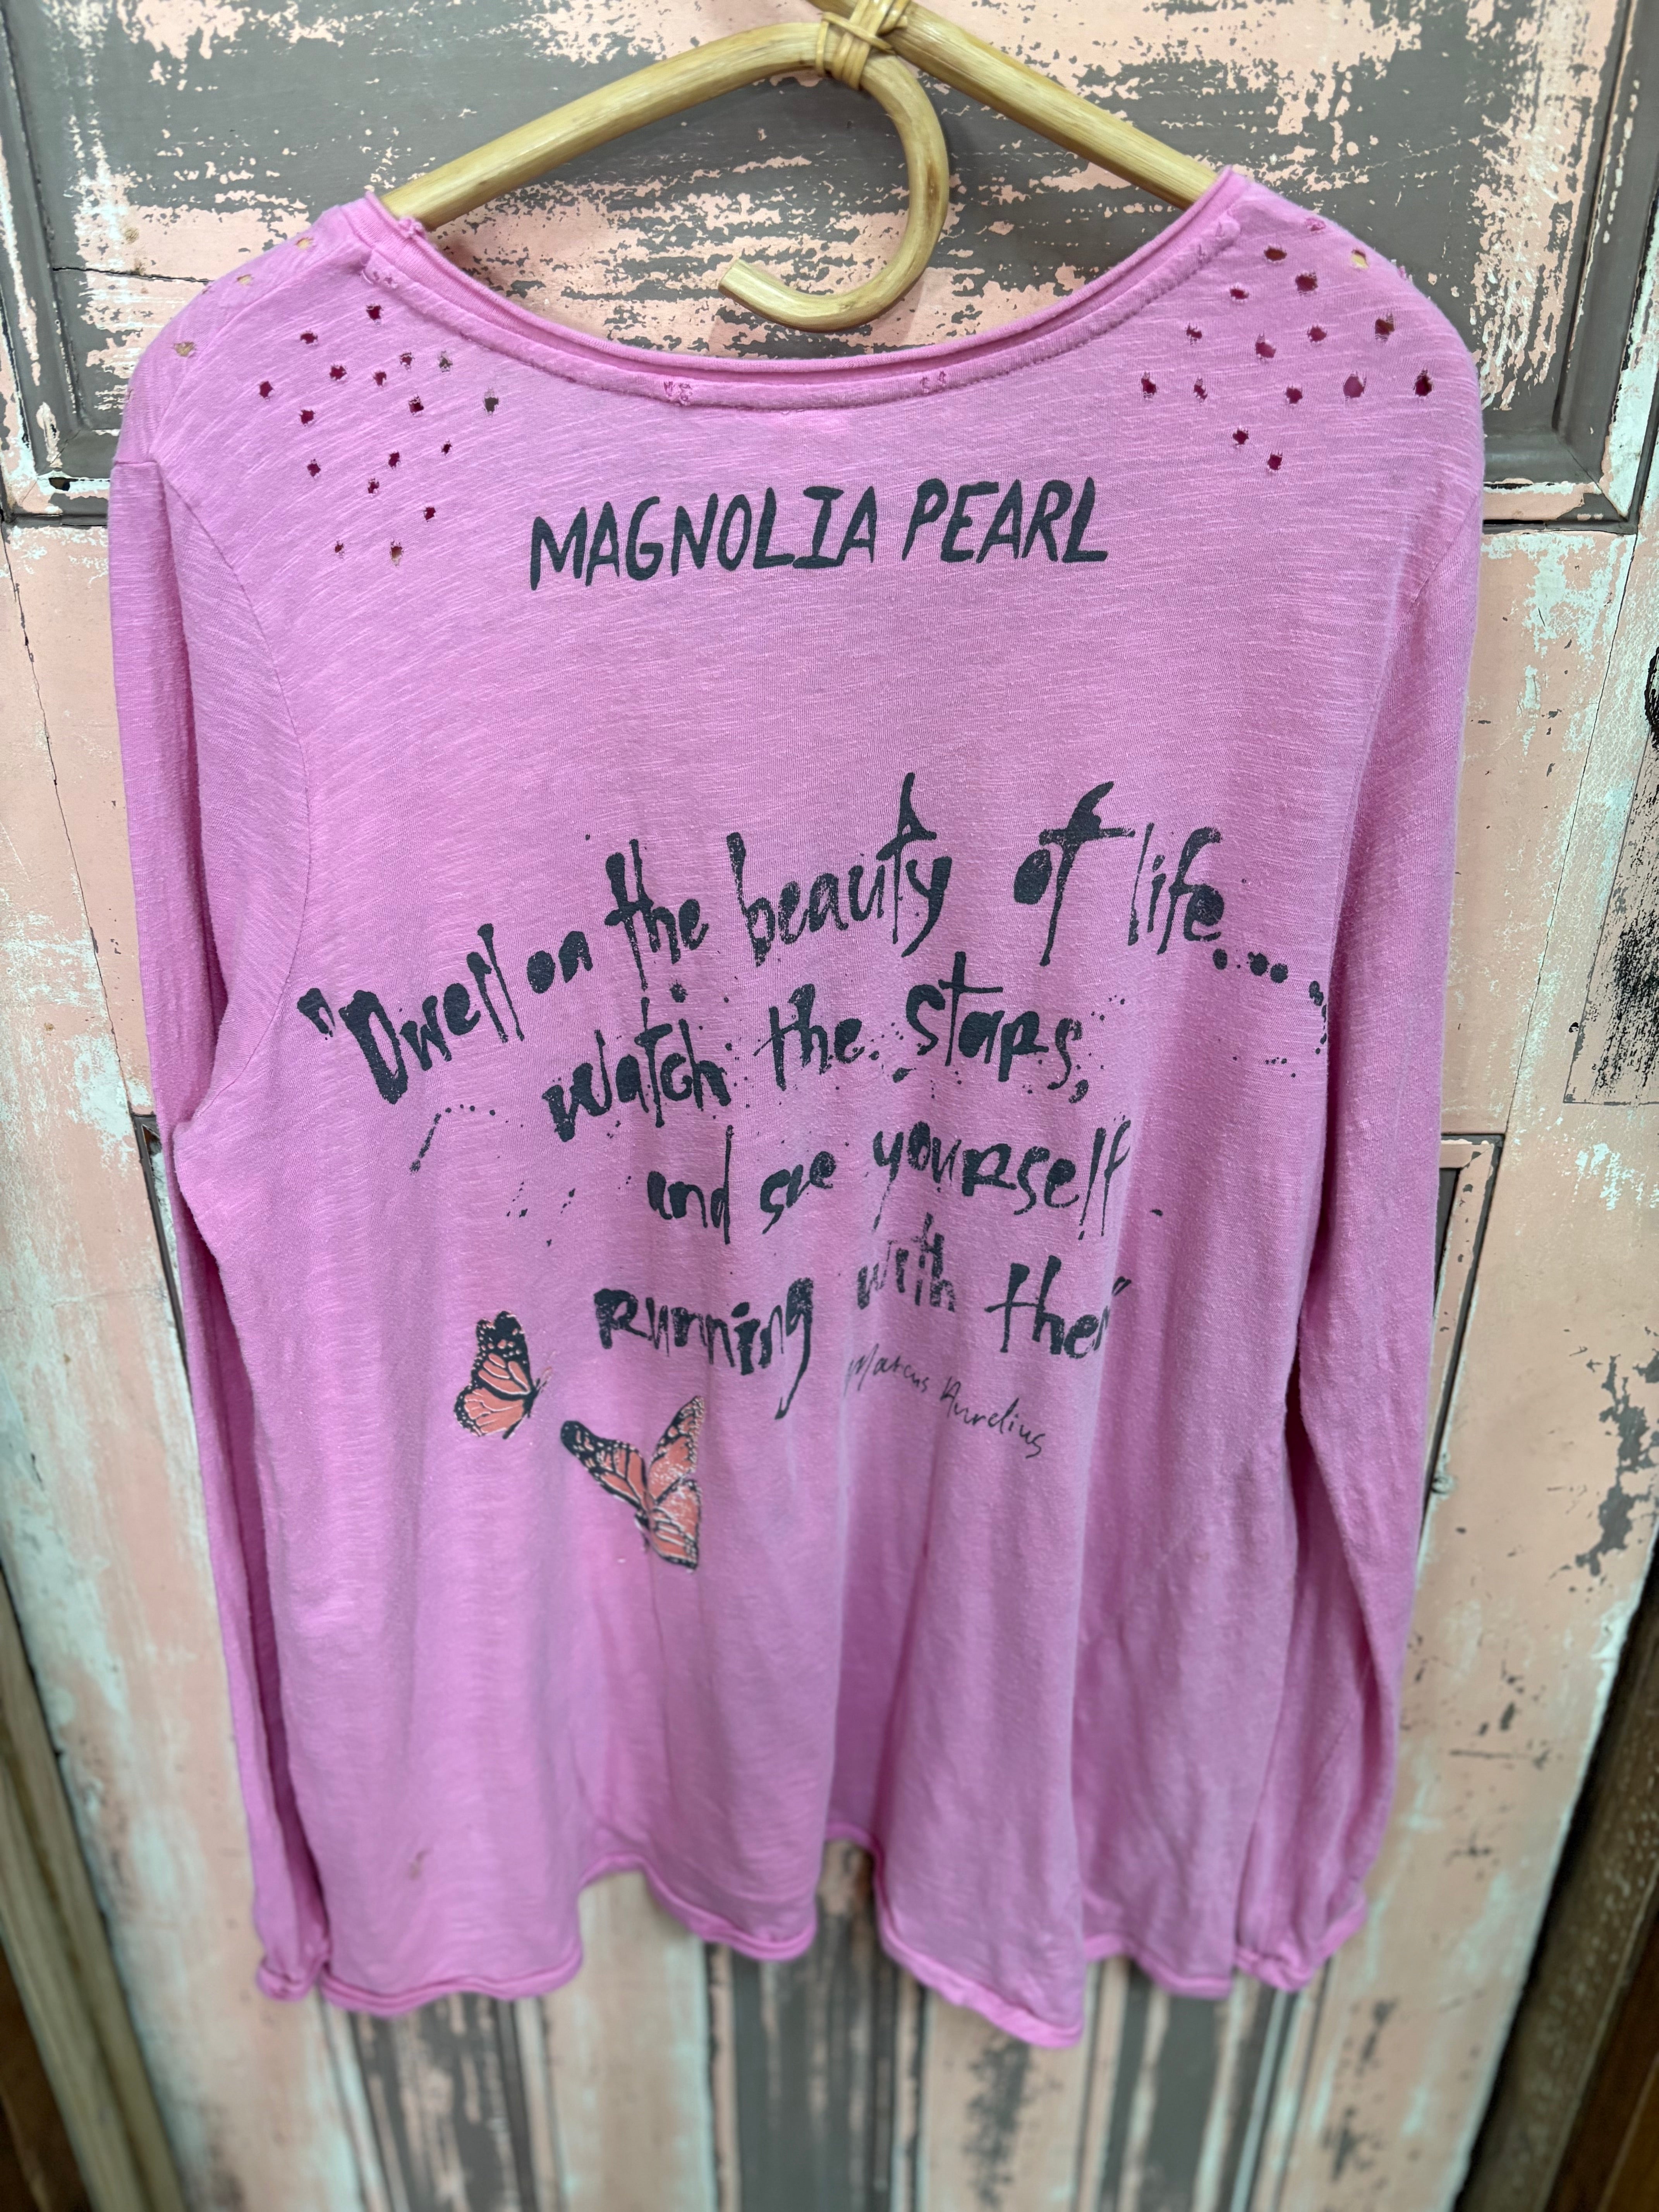 MAGNOLIA PEARL
"Dwell on the beauty of life...
watch the stars,
and see yourself
running with them"
Marcus Aurelius